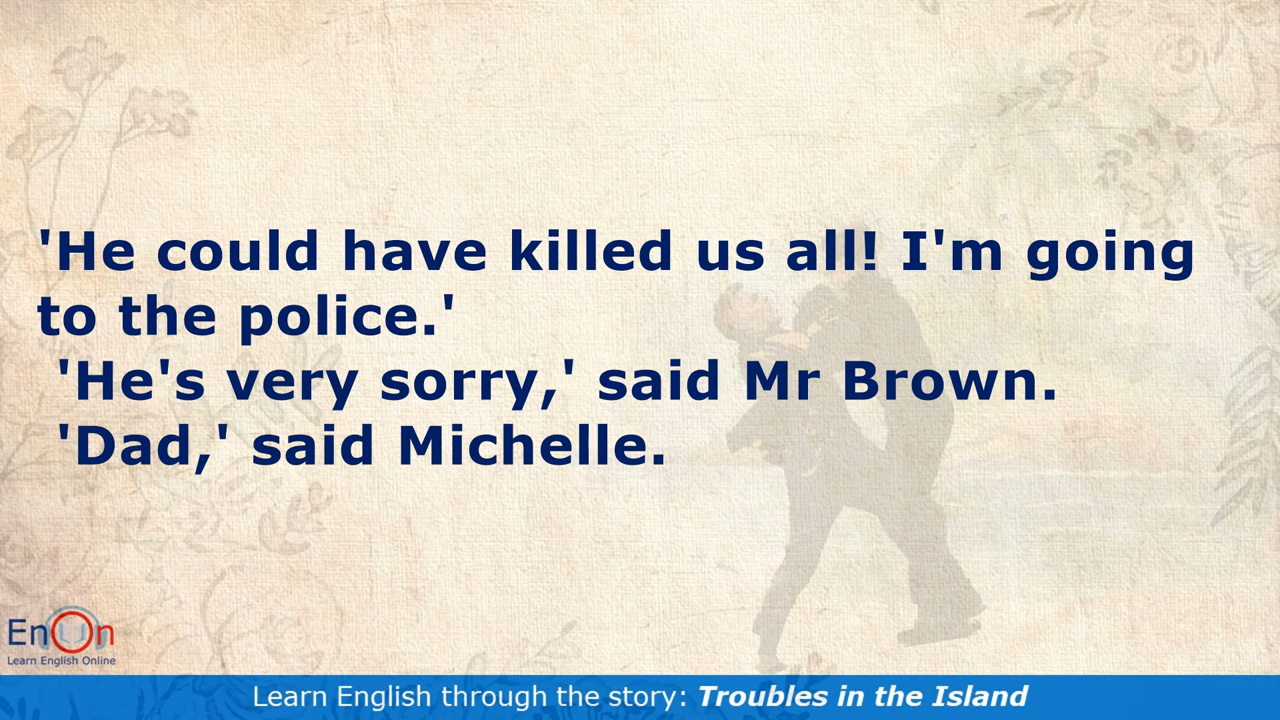 'He could have killed us all! I'm going
to the police.'
'He's very sorry,' said Mr Brown.
'Dad,' said Michelle.
EnOn
Learn English Online
Learn English through the story: Troubles in the Island